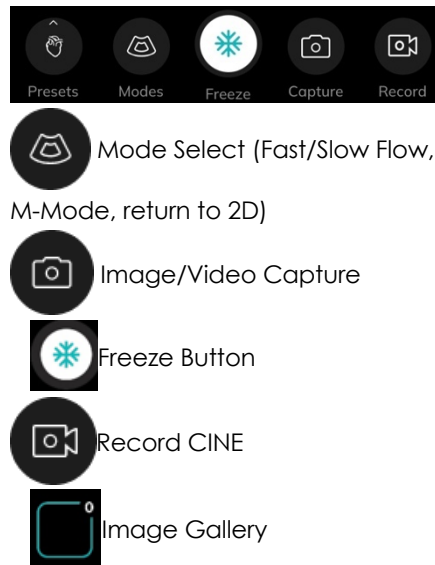 Presets Modes Freeze Capture Record
Mode Select (Fast/Slow Flow,
M-Mode, return to 2D)
Image/Video Capture
Freeze Button
Record CINE
0
Image Gallery